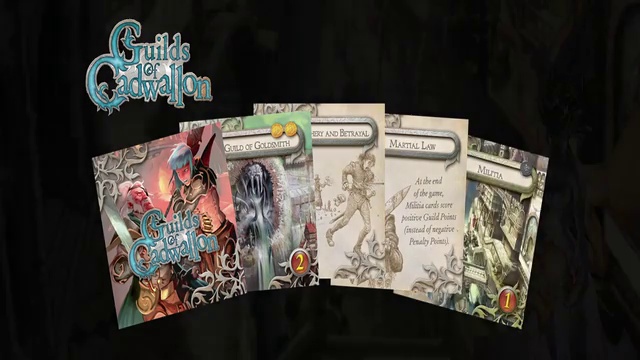 Guilds
of
Cadwallon
Guilds
of
Cadwallon
Guild of Goldsmith
2
ery and Betrayal
Martial Law
At the end
of the game,
Militia cards score
positive Guild Points
(instead of negative
Penalty Points).
Militia
1